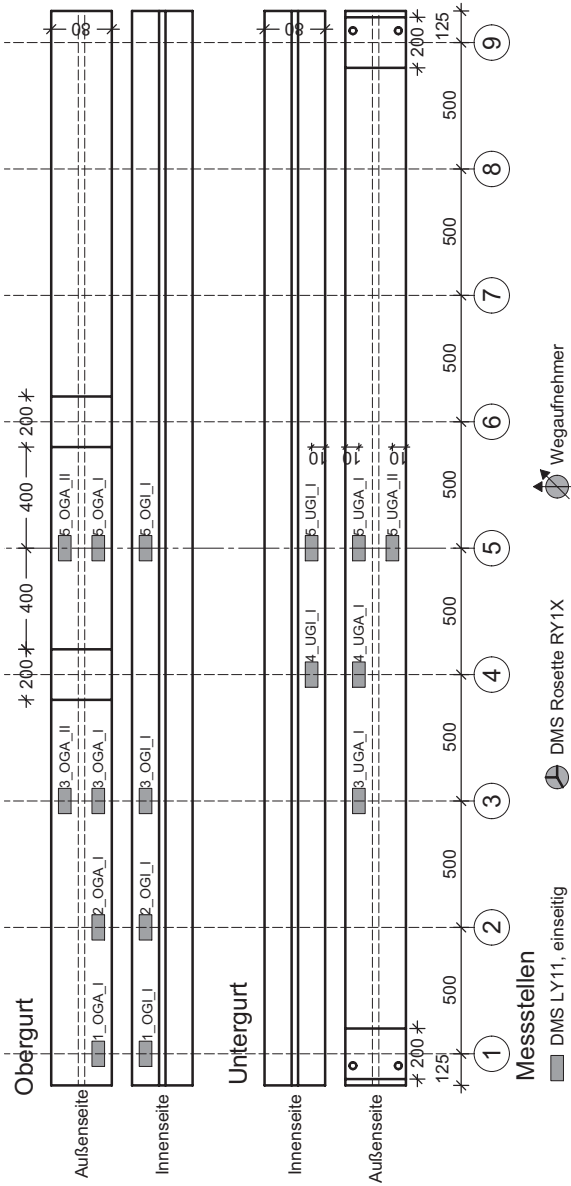 Obergurt
200 400 400 200
Außenseite
80
3_OGA_II 5_OGA_II
1_OGA_I 2_OGA_I 3_OGA_I 5_OGA_I
Innenseite
1_OGI_I 2_OGI_I 3_OGI_I 5_OGI_I
Untergurt
Innenseite
80
4_UGI_I 5_UGI_I
10
Außenseite
10
3_UGA_I 4_UGA_I 5_UGA_I
5_UGA_II
10
200 200
125 500 500 500 500 500 500 500 500 125
1 2 3 4 5 6 7 8 9
Messstellen
DMS LY11, einseitig DMS Rosette RY1X Wegaufnehmer